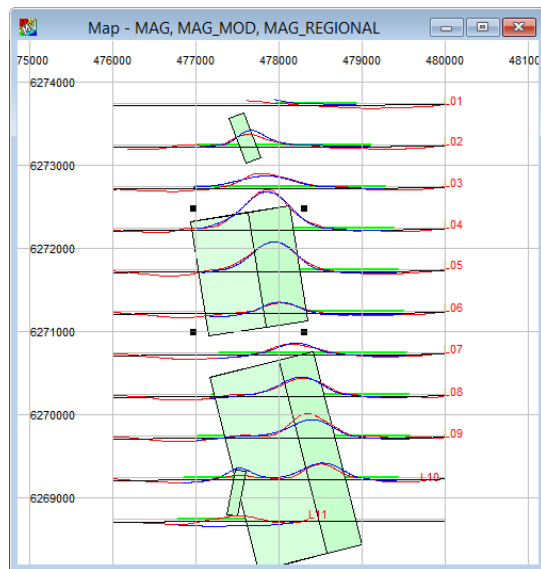 Map - MAG, MAG_MOD, MAG_REGIONAL
75000 476000 477000 478000 479000 480000 48100
6274000
L01
L02
6273000
L03
L04
6272000
L05
L06
6271000
L07
L08
6270000
L09
L10
6269000
L11